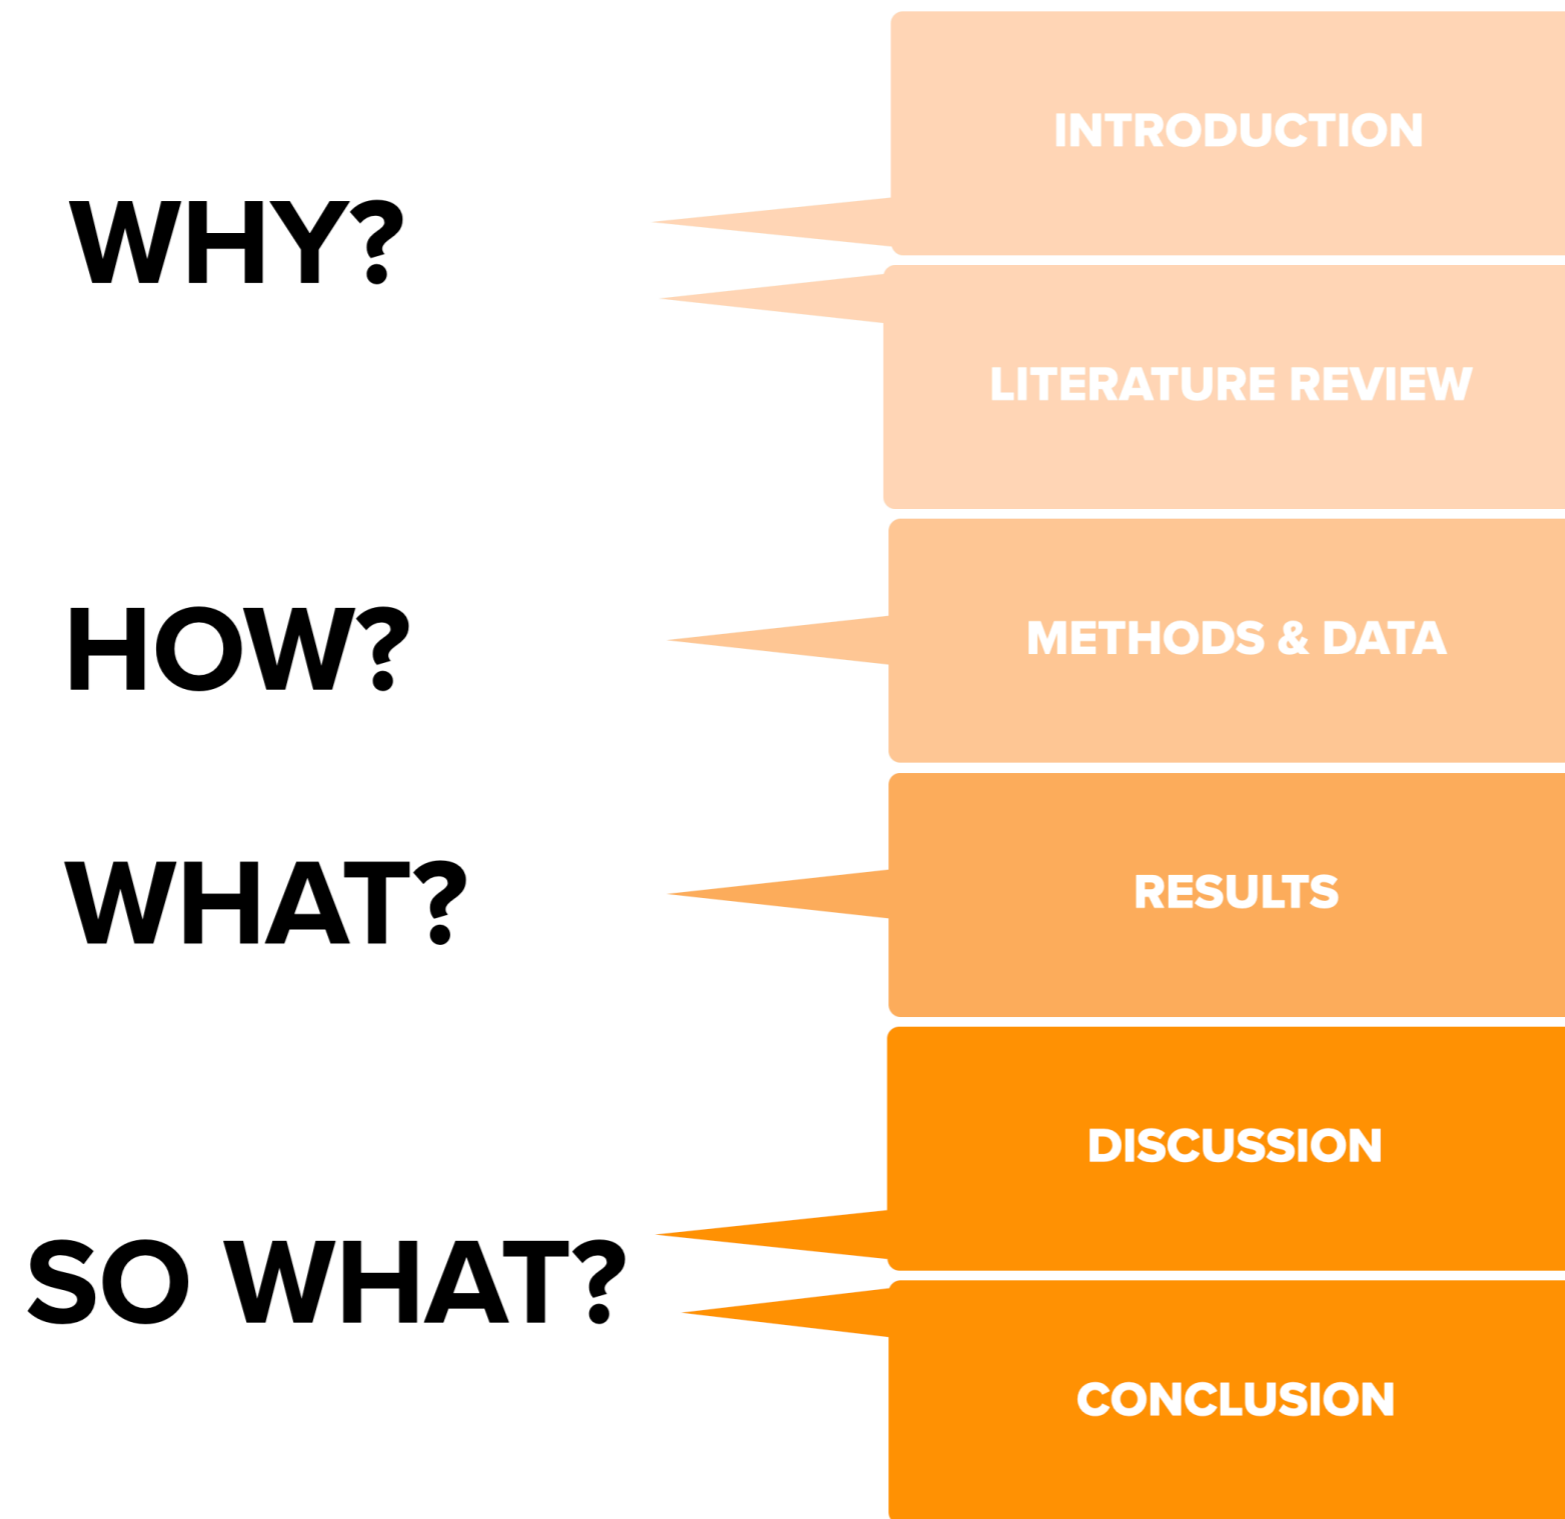 WHY?
INTRODUCTION
LITERATURE REVIEW
HOW?
METHODS & DATA
WHAT?
RESULTS
SO WHAT?
DISCUSSION
CONCLUSION